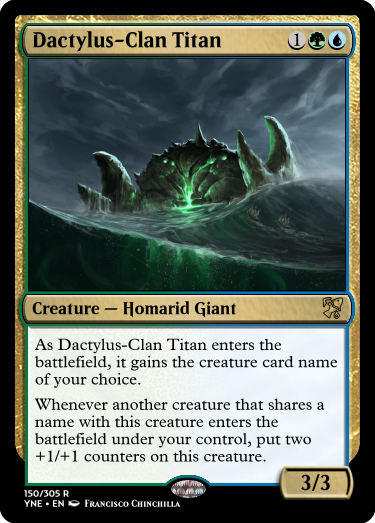 Dactylus-Clan Titan 1
Creature — Homarid Giant
As Dactylus-Clan Titan enters the
battlefield, it gains the creature card name
of your choice.
Whenever another creature that shares a
name with this creature enters the
battlefield under your control, put two
+1/+1 counters on this creature.
3/3
150/305 R
YNE • EN Francisco Chinchilla